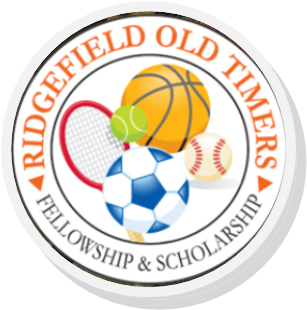 RIDGEFIELD OLD TIMERS
FELLOWSHIP & SCHOLARSHIP